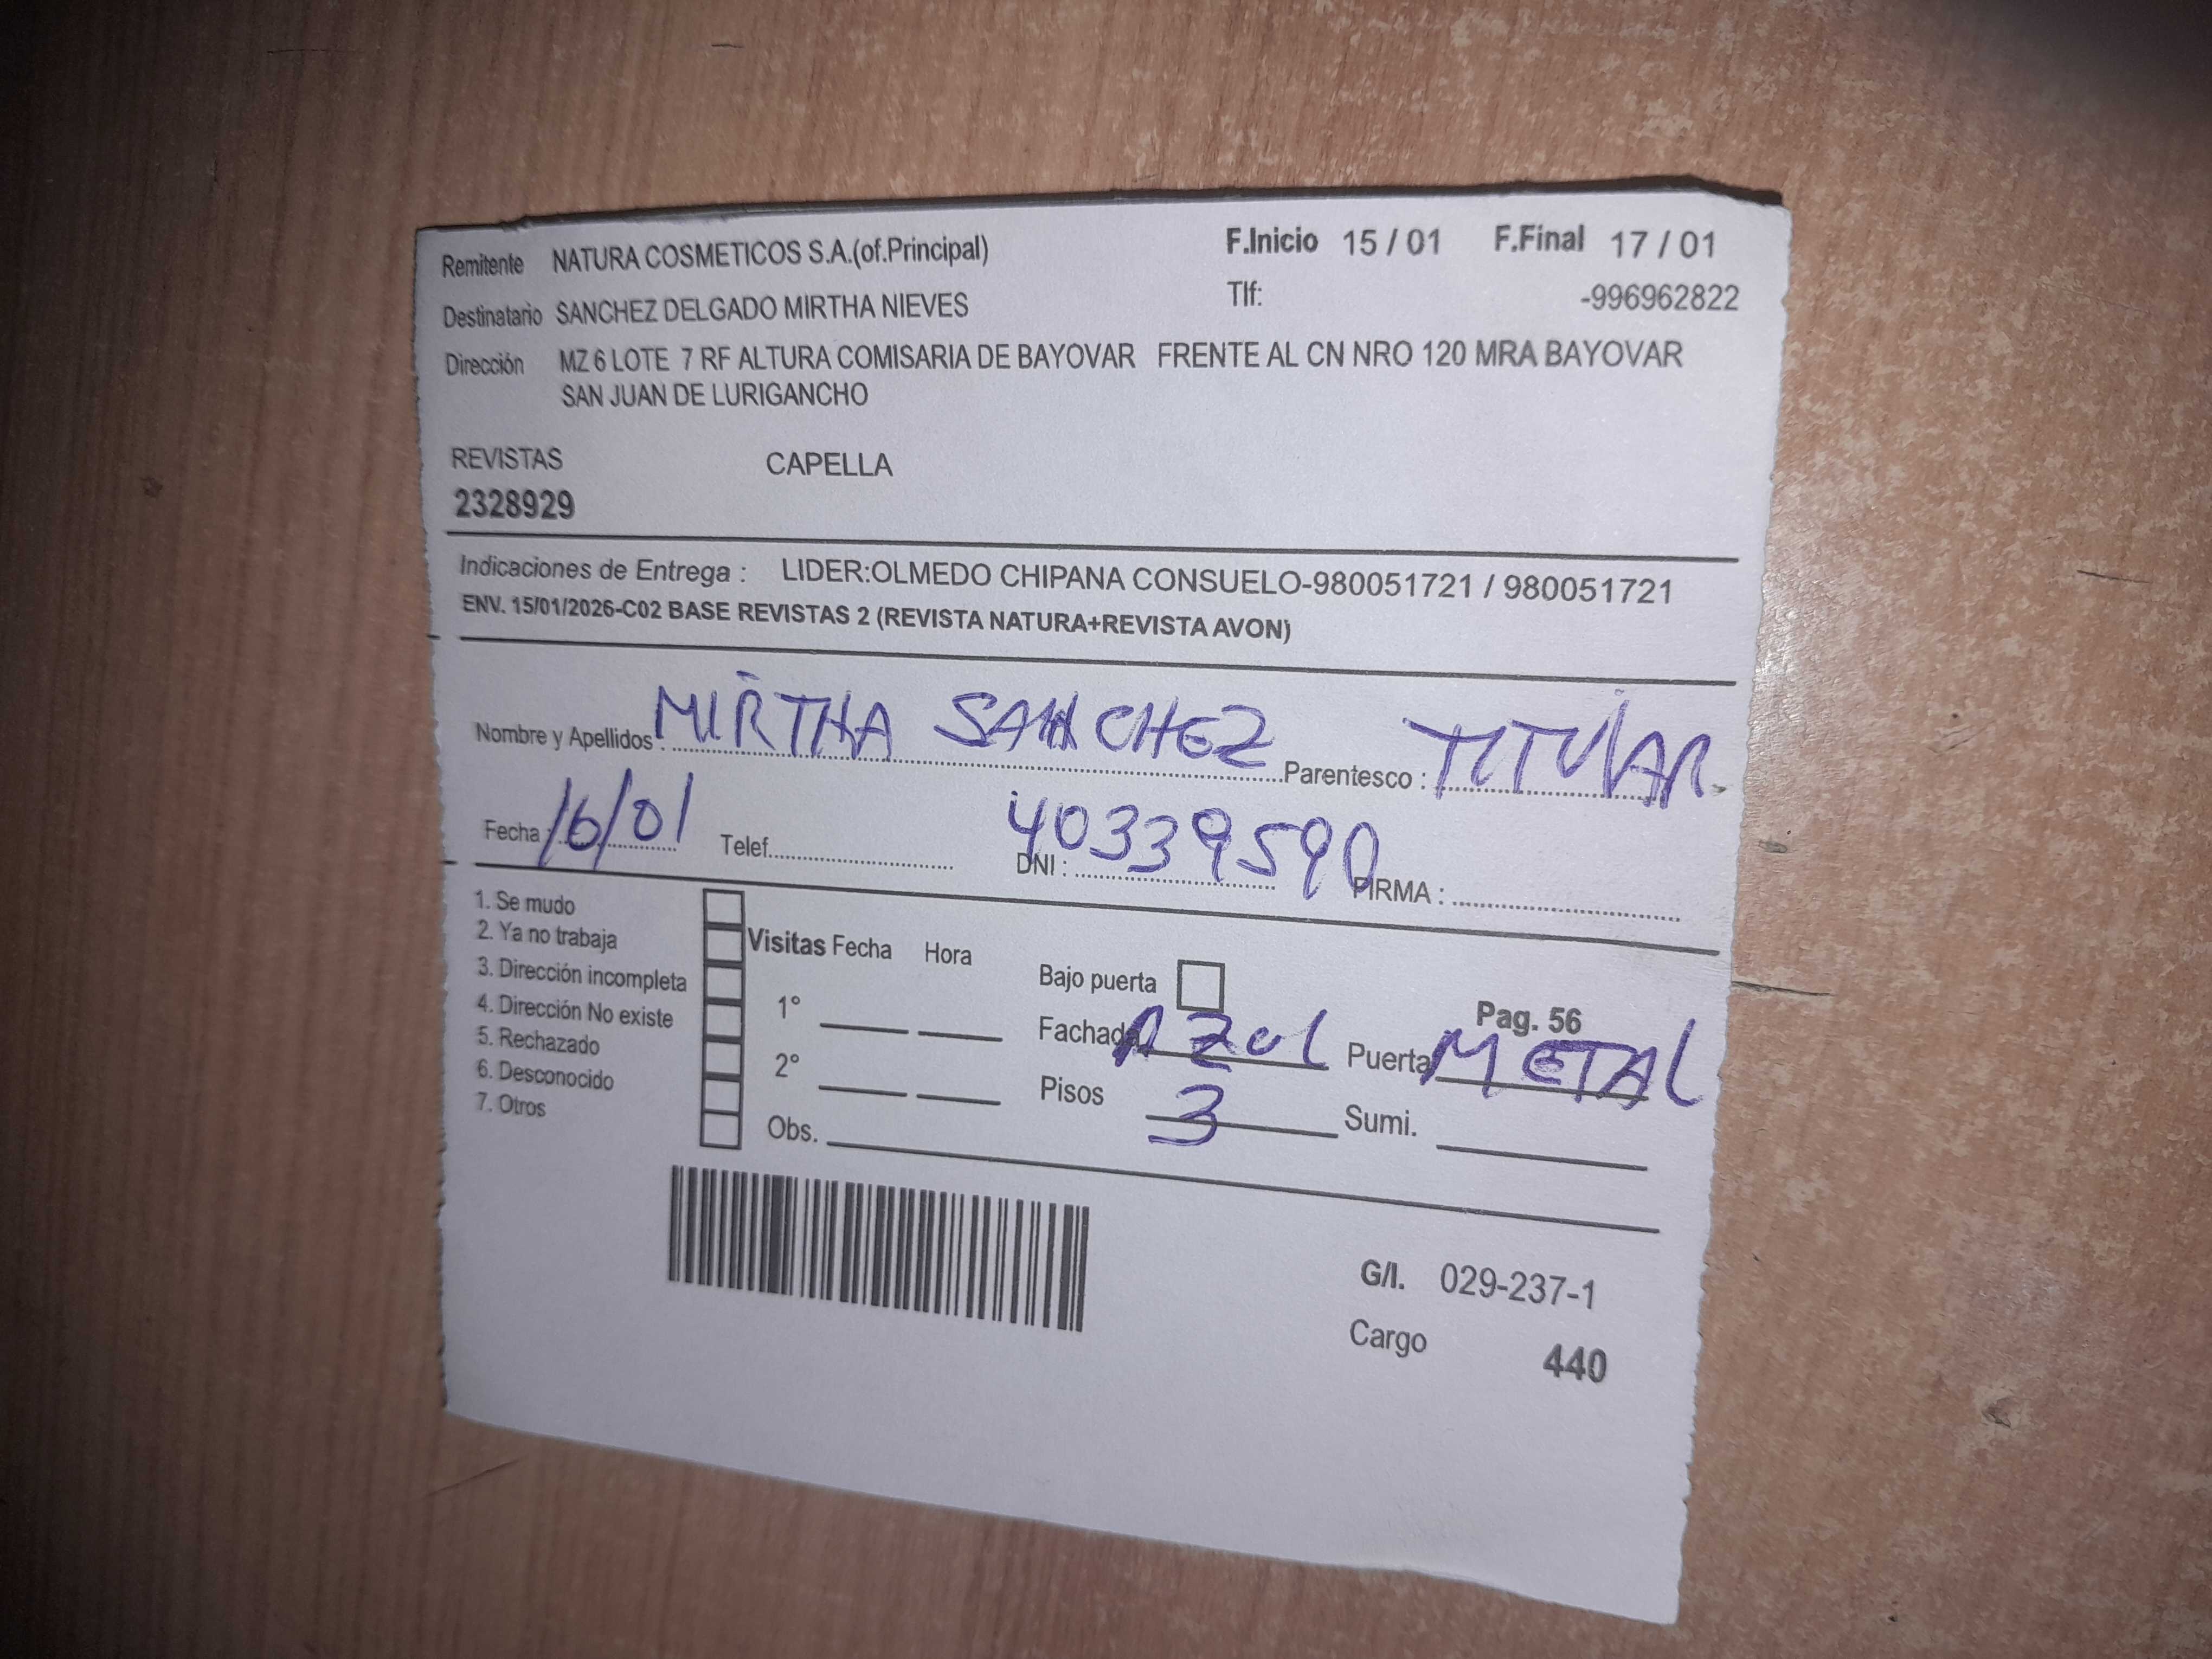 Remitente NATURA COSMETICOS S.A.(of.Principal) F.Inicio 15 / 01 F.Final 17 / 01
Destinatario SANCHEZ DELGADO MIRTHA NIEVES Tlf: -996962822
Dirección MZ 6 LOTE 7 RF ALTURA COMISARIA DE BAYOVAR FRENTE AL CN NRO 120 MRA BAYOVAR
SAN JUAN DE LURIGANCHO
REVISTAS CAPELLA
2328929
Indicaciones de Entrega : LIDER:OLMEDO CHIPANA CONSUELO-980051721 / 980051721
ENV. 15/01/2026-C02 BASE REVISTAS 2 (REVISTA NATURA+REVISTA AVON)
Nombre y Apellidos : MIRTHA SANCHEZ Parentesco : TITULAR
Fecha : 16/01 Telef. DNI : 40339590 FIRMA :
1. Se mudo
2. Ya no trabaja Visitas Fecha Hora
3. Dirección incompleta Bajo puerta
4. Dirección No existe 1° Fachada AZUL Pag. 56
5. Rechazado Puerta METAL
6. Desconocido 2° Pisos 3 Sumi.
7. Otros Obs.
G/I. 029-237-1
Cargo 440